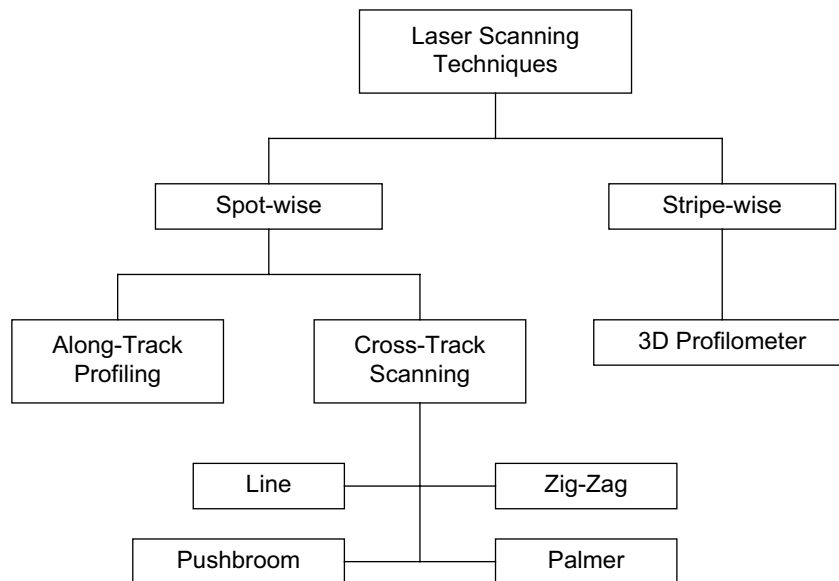 Laser Scanning
Techniques
Spot-wise
Stripe-wise
Along-Track
Profiling
Cross-Track
Scanning
3D Profilometer
Line
Zig-Zag
Pushbroom
Palmer